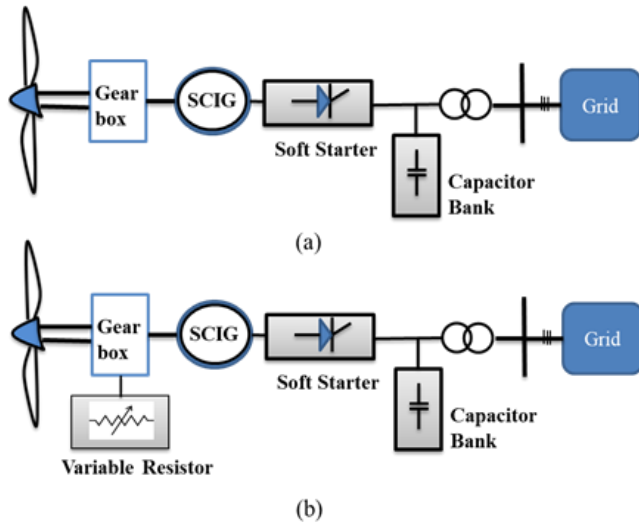 Gear
box
SCIG
Soft Starter
Capacitor
Bank
Grid
(a)
Gear
box
SCIG
Soft Starter
Capacitor
Bank
Grid
Variable Resistor
(b)